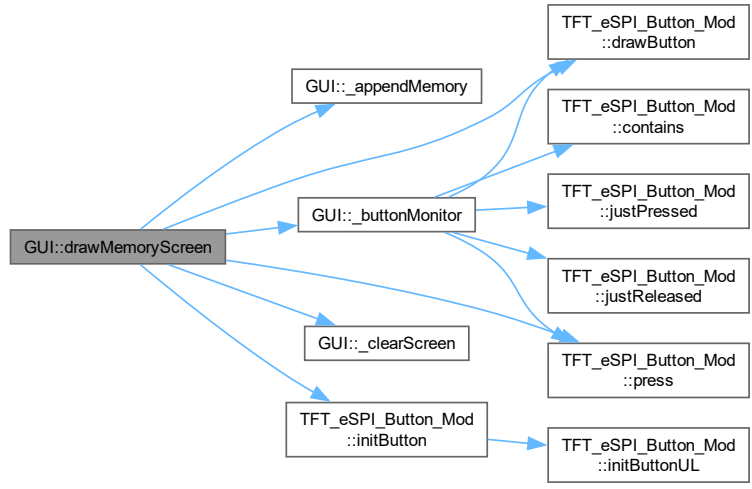 GUI::drawMemoryScreen
GUI::_appendMemory
GUI::_buttonMonitor
GUI::_clearScreen
TFT_eSPI_Button_Mod
::initButton
TFT_eSPI_Button_Mod
::drawButton
TFT_eSPI_Button_Mod
::contains
TFT_eSPI_Button_Mod
::justPressed
TFT_eSPI_Button_Mod
::justReleased
TFT_eSPI_Button_Mod
::press
TFT_eSPI_Button_Mod
::initButtonUL